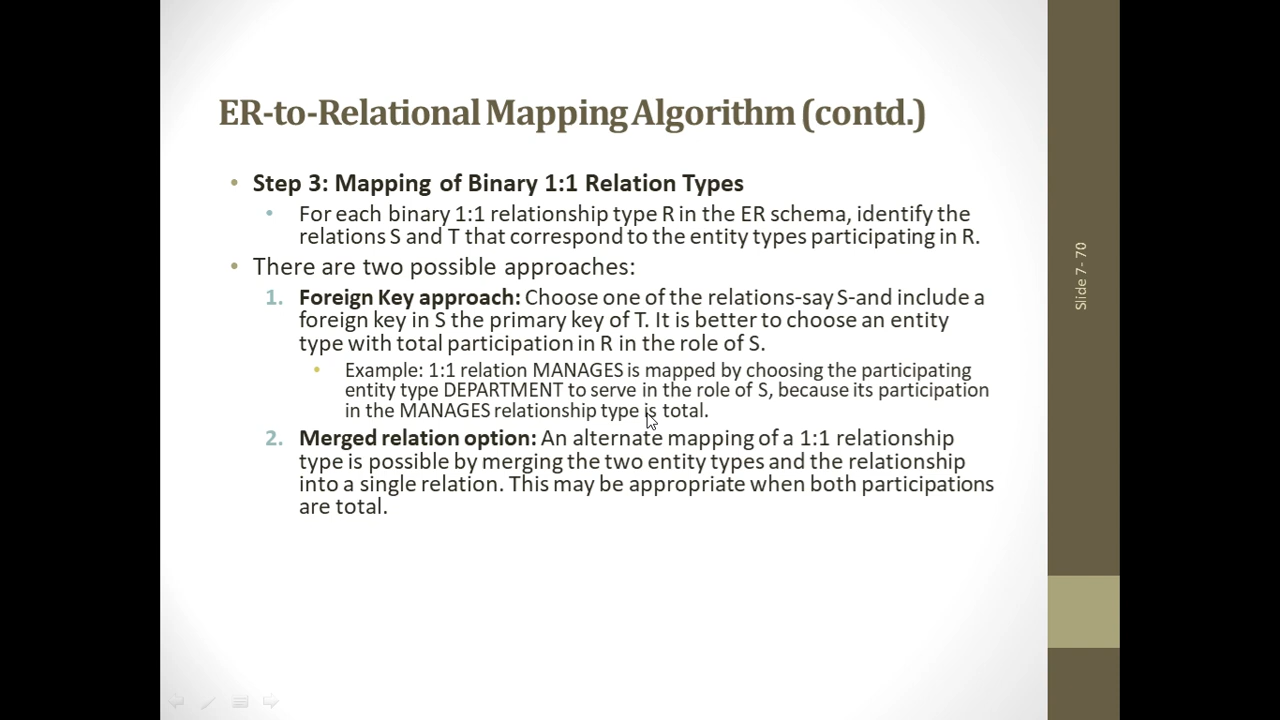 ER-to-Relational Mapping Algorithm (contd.)
• Step 3: Mapping of Binary 1:1 Relation Types
• For each binary 1:1 relationship type R in the ER schema, identify the
relations S and T that correspond to the entity types participating in R.
• There are two possible approaches:
1. Foreign Key approach: Choose one of the relations-say S-and include a
foreign key in S the primary key of T. It is better to choose an entity
type with total participation in R in the role of S.
• Example: 1:1 relation MANAGES is mapped by choosing the participating
entity type DEPARTMENT to serve in the role of S, because its participation
in the MANAGES relationship type is total.
2. Merged relation option: An alternate mapping of a 1:1 relationship
type is possible by merging the two entity types and the relationship
into a single relation. This may be appropriate when both participations
are total.
Slide 7- 70